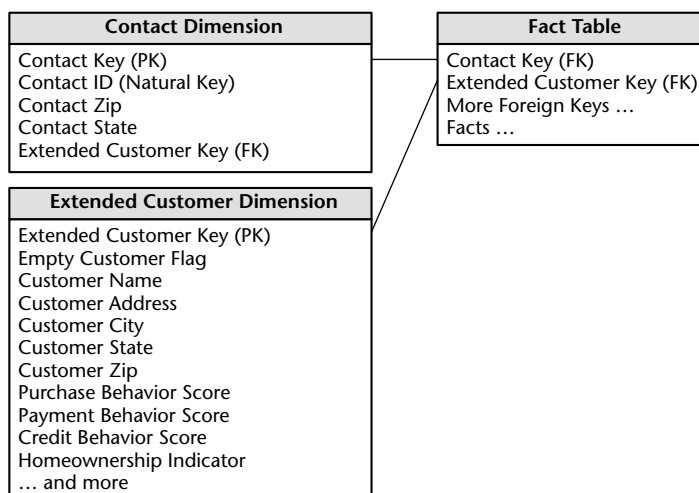 Contact Dimension
Contact Key (PK)
Contact ID (Natural Key)
Contact Zip
Contact State
Extended Customer Key (FK)
Fact Table
Contact Key (FK)
Extended Customer Key (FK)
More Foreign Keys …
Facts …
Extended Customer Dimension
Extended Customer Key (PK)
Empty Customer Flag
Customer Name
Customer Address
Customer City
Customer State
Customer Zip
Purchase Behavior Score
Payment Behavior Score
Credit Behavior Score
Homeownership Indicator
… and more